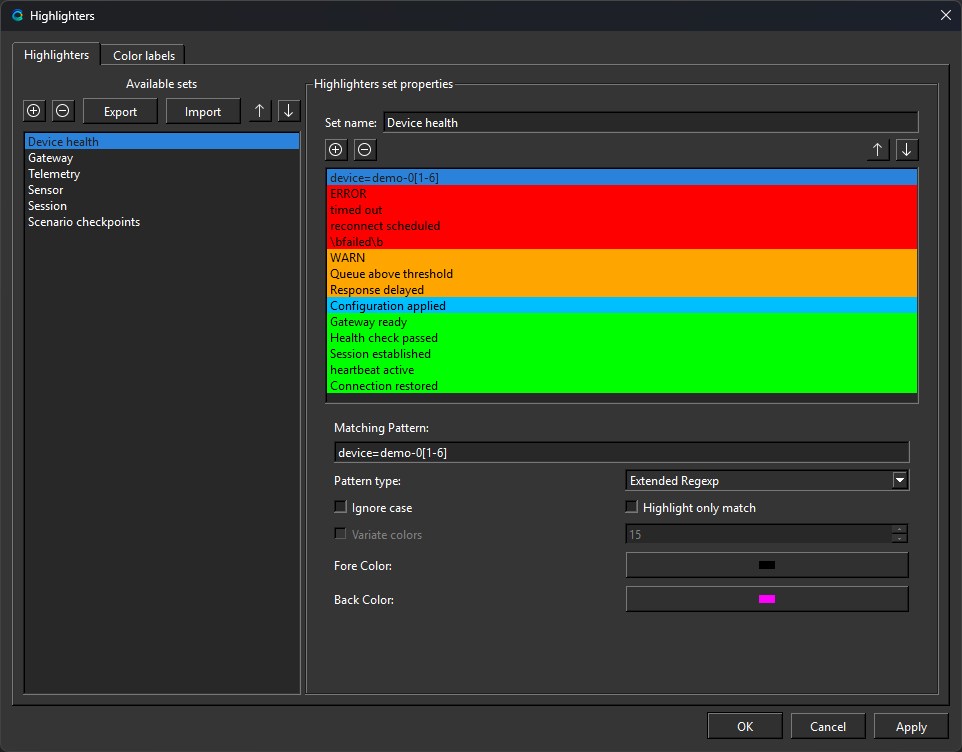 Highlighters
Highlighters
Color labels
Available sets
Export
Import
Device health
Gateway
Telemetry
Sensor
Session
Scenario checkpoints
Highlighters set properties
Set name:
Device health
device=demo-0[1-6]
ERROR
timed out
reconnect scheduled
\bfailed\b
WARN
Queue above threshold
Response delayed
Configuration applied
Gateway ready
Health check passed
Session established
heartbeat active
Connection restored
Matching Pattern:
device=demo-0[1-6]
Pattern type:
Extended Regexp
Ignore case
Highlight only match
Variate colors
15
Fore Color:
Back Color:
OK
Cancel
Apply